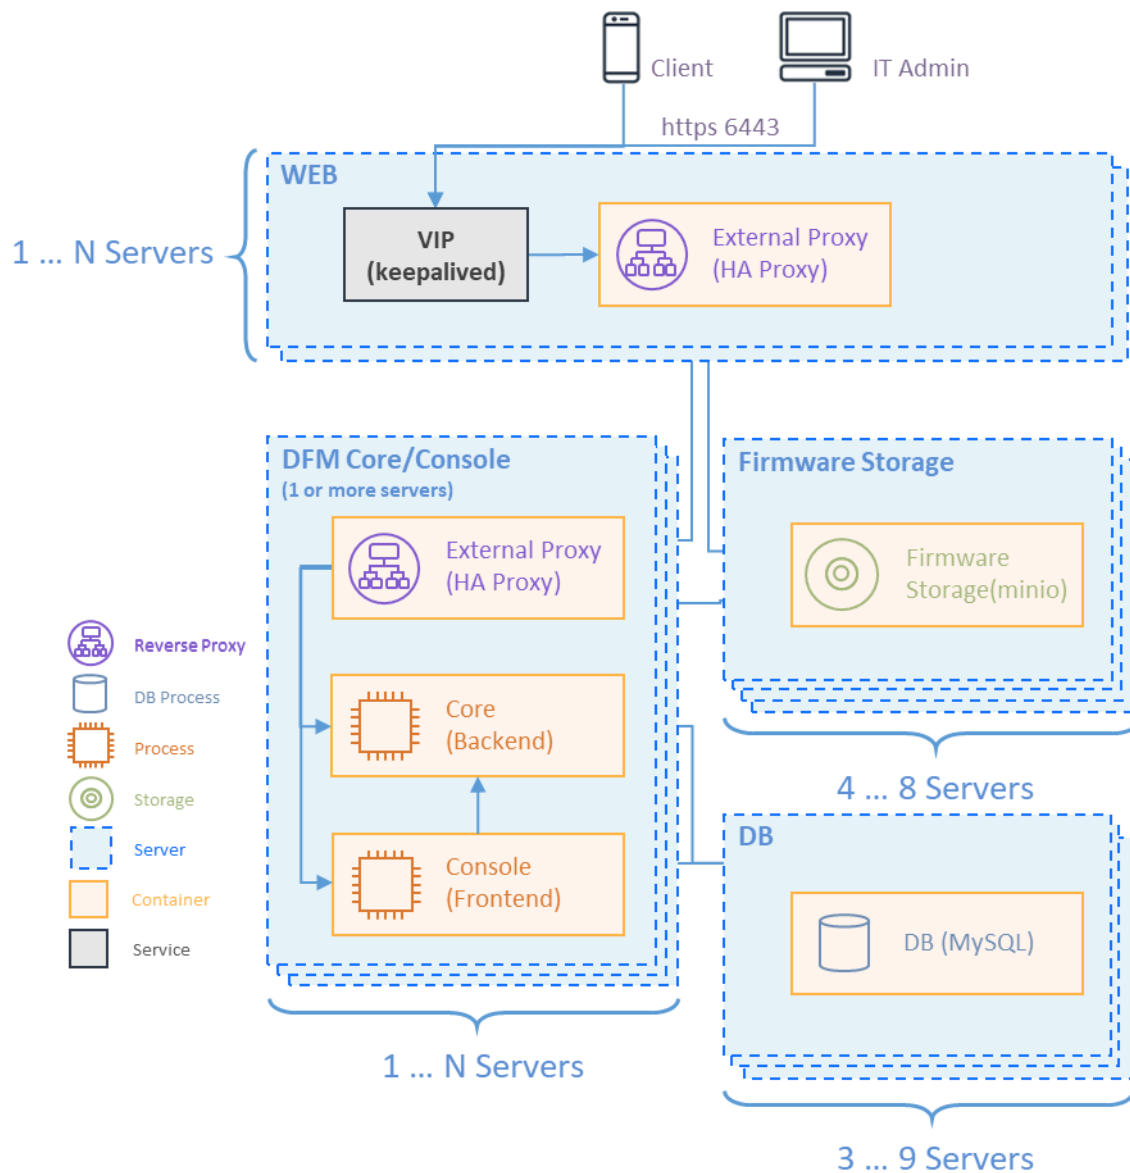 Client
IT Admin
https 6443
WEB
1 ... N Servers
VIP
(keepalived)
External Proxy
(HA Proxy)
DFM Core/Console
(1 or more servers)
External Proxy
(HA Proxy)
Core
(Backend)
Console
(Frontend)
1 ... N Servers
Firmware Storage
Firmware
Storage(minio)
4 ... 8 Servers
DB
DB (MySQL)
3 ... 9 Servers
Reverse Proxy
DB Process
Process
Storage
Server
Container
Service